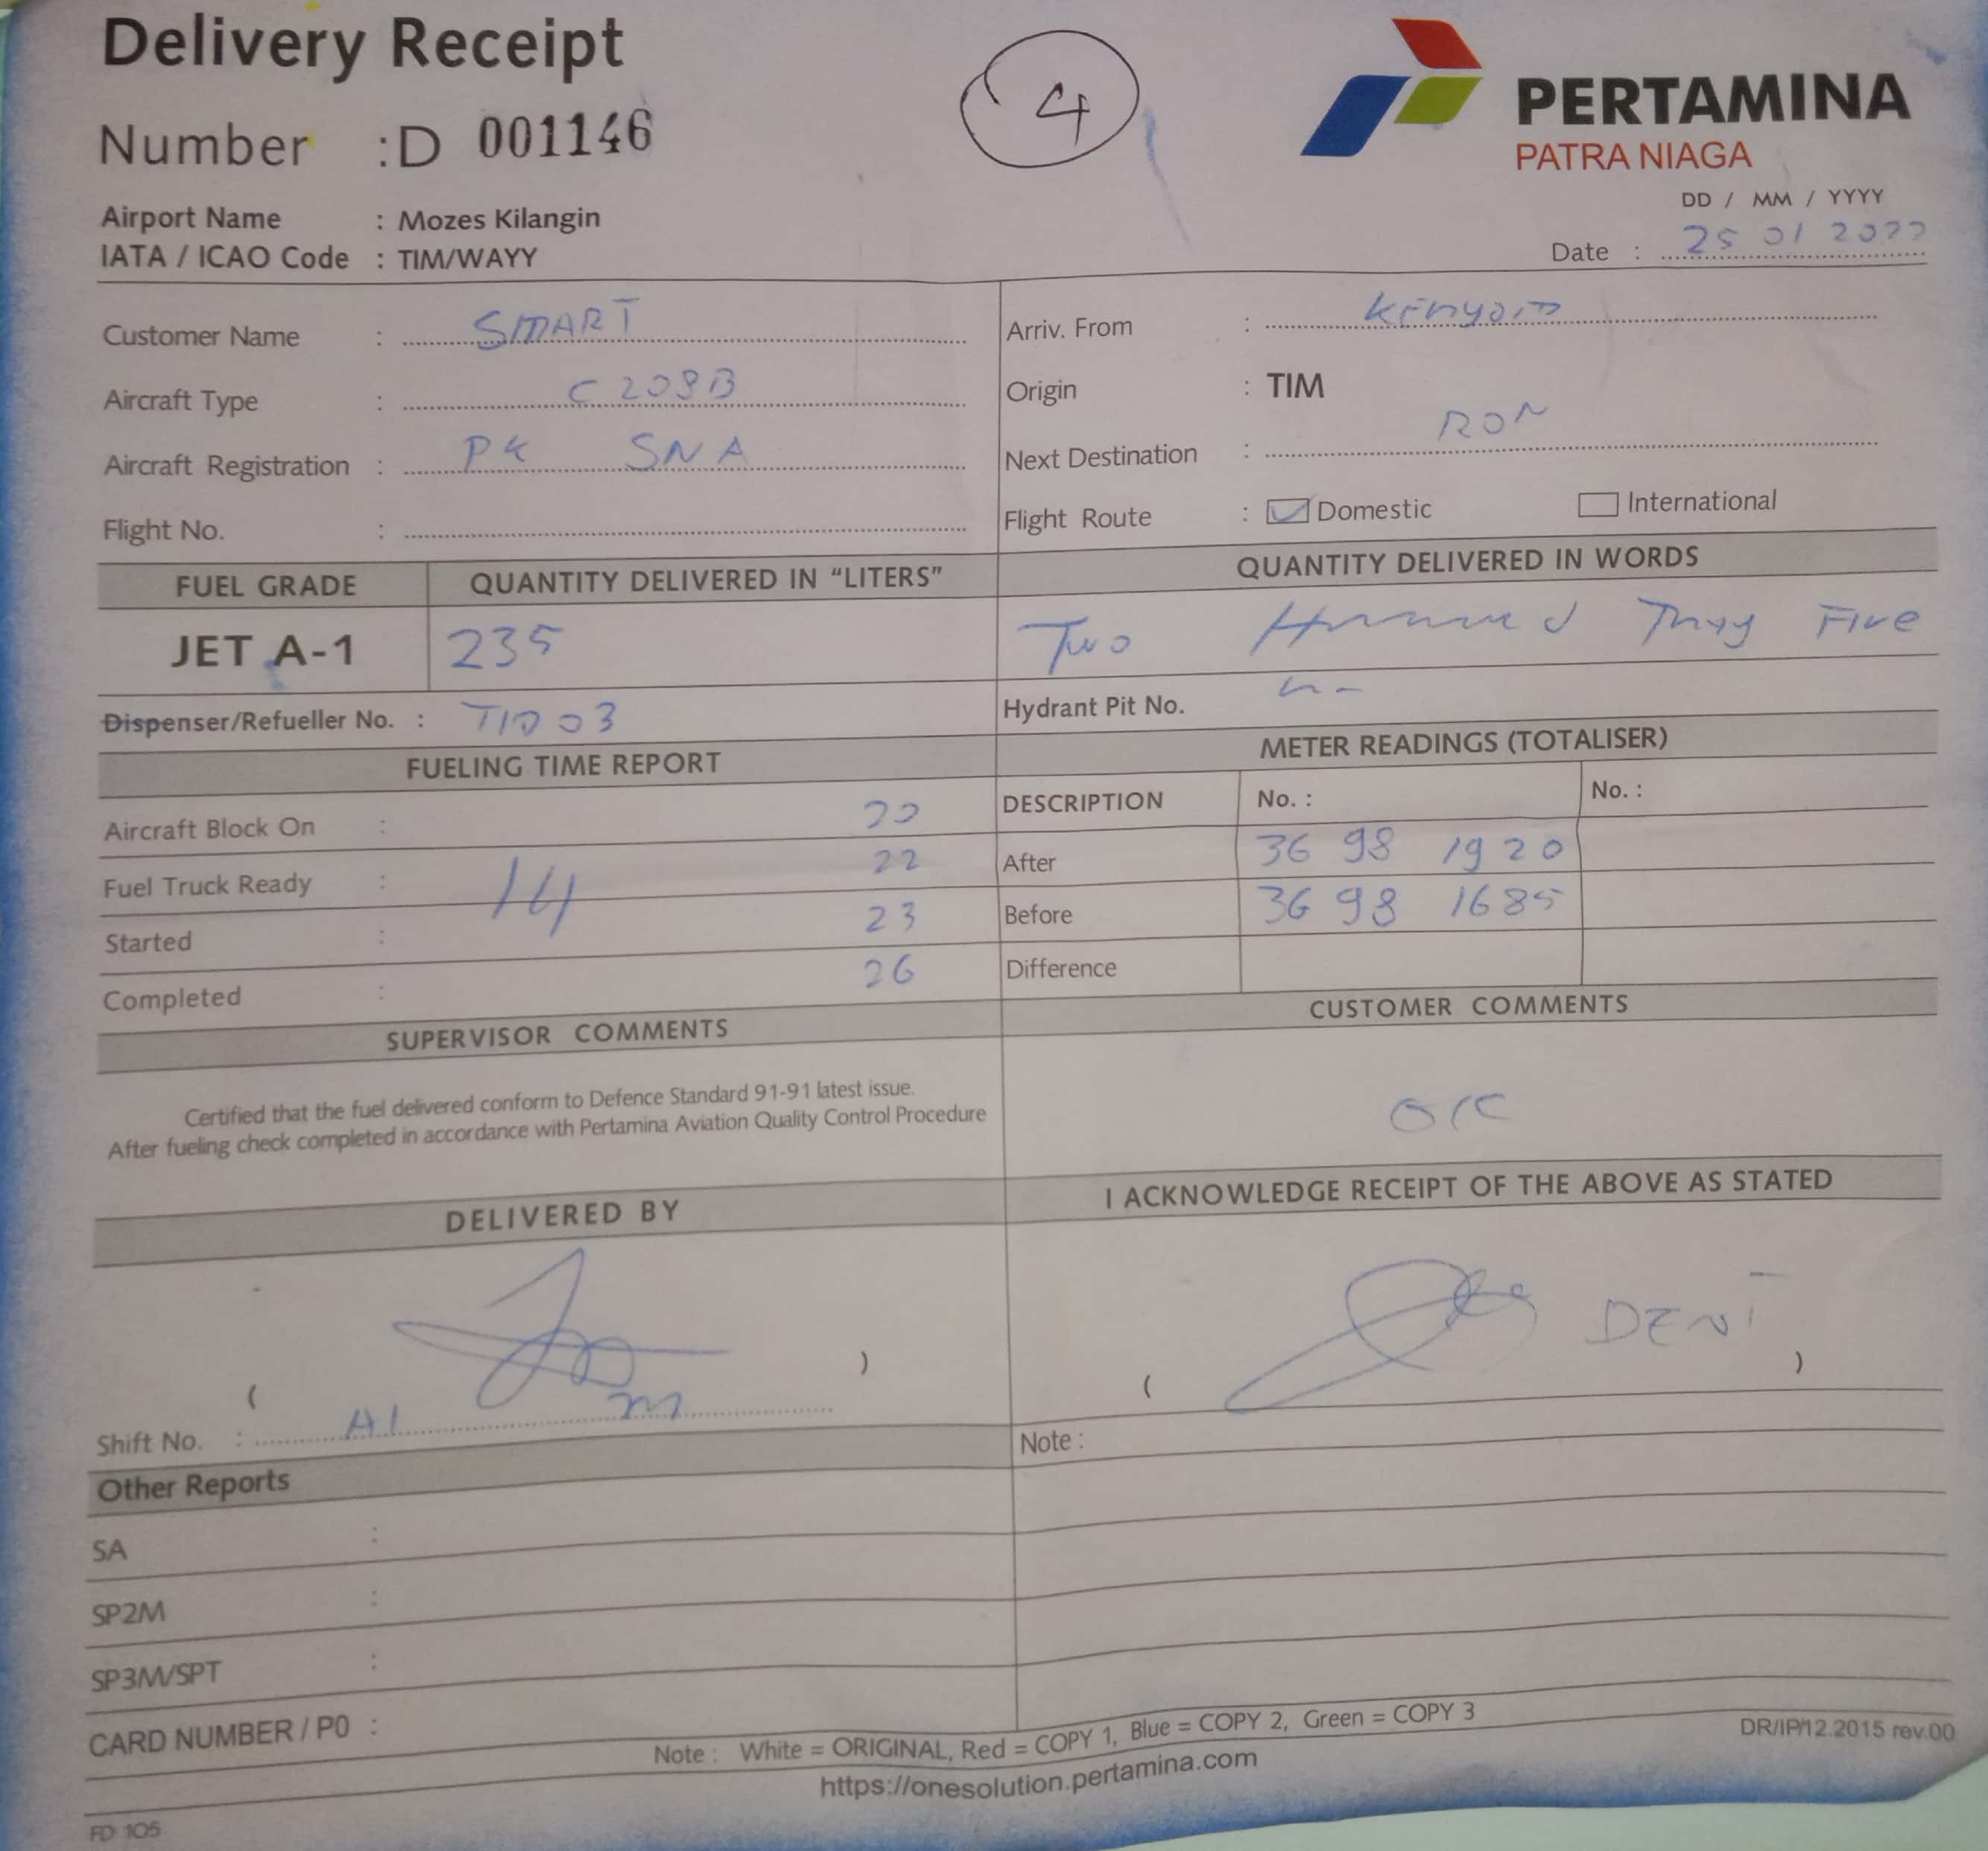 Delivery Receipt
4
PERTAMINA
PATRA NIAGA
Number :D 001146
DD / MM / YYYY
Airport Name : Mozes Kilangin
IATA / ICAO Code : TIM/WAYY
Date : 25 01 2022
Customer Name : SMART
Arriv. From :
Aircraft Type : C 208B
Origin : TIM
Aircraft Registration : PK SNA
Next Destination : RON
Flight No. :
Flight Route : Domestic International
FUEL GRADE QUANTITY DELIVERED IN “LITERS” QUANTITY DELIVERED IN WORDS
JET A-1 235 Two Hundred Thirty Five
Dispenser/Refueller No. :
Hydrant Pit No.
FUELING TIME REPORT METER READINGS (TOTALISER)
Aircraft Block On : 22
DESCRIPTION No. : No. :
Fuel Truck Ready : 14 22
After 36 98 1920
Started : 23
Before 36 98 1685
Completed : 26
Difference
SUPERVISOR COMMENTS CUSTOMER COMMENTS
Certified that the fuel delivered conform to Defence Standard 91-91 latest issue.
After fueling check completed in accordance with Pertamina Aviation Quality Control Procedure
OK
DELIVERED BY I ACKNOWLEDGE RECEIPT OF THE ABOVE AS STATED
DENI
( ) ( )
Shift No. : A1 m
Note :
Other Reports
SA :
SP2M :
SP3M/SPT :
CARD NUMBER / P0 :
Note : White = ORIGINAL, Red = COPY 1, Blue = COPY 2, Green = COPY 3
DR/IP/12.2015 rev.00
https://onesolution.pertamina.com
FD 105